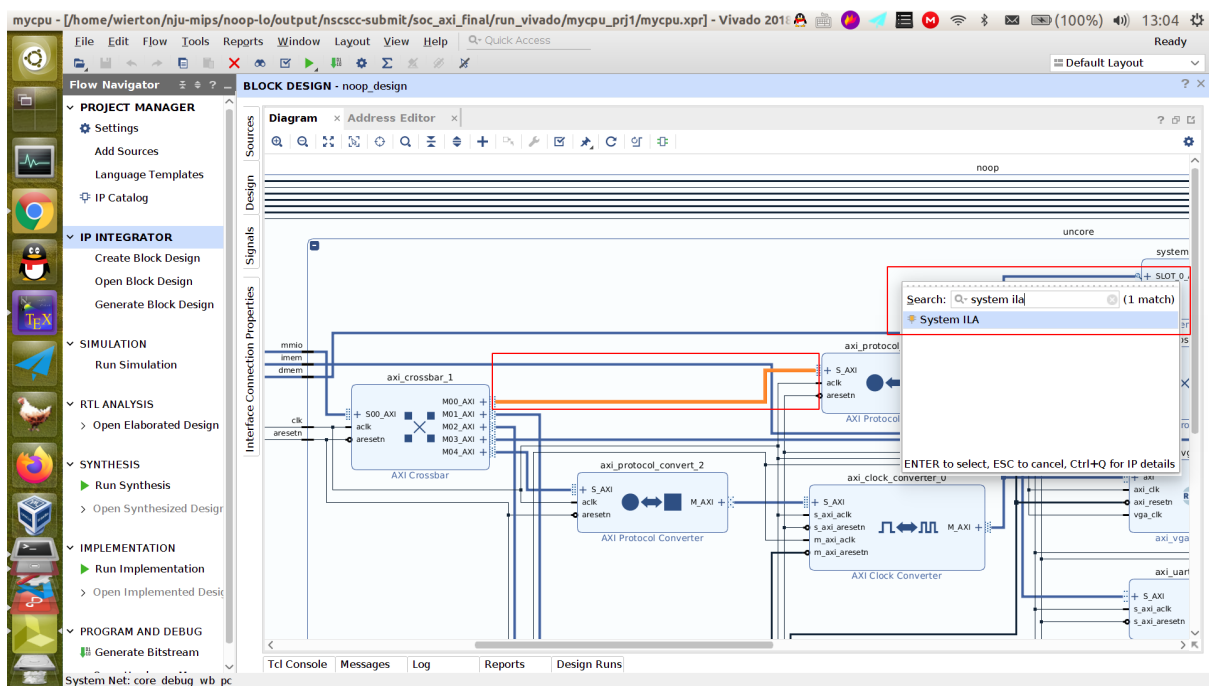 mycpu - [/home/wierton/nju-mips/noop-lo/output/nscscc-submit/soc_axi_final/run_vivado/mycpu_prj1/mycpu.xpr] - Vivado 201
(100%) 13:04
File Edit Flow Tools Reports Window Layout View Help Quick Access Ready
Default Layout
Flow Navigator
BLOCK DESIGN - noop_design
PROJECT MANAGER
Settings
Add Sources
Language Templates
IP Catalog
IP INTEGRATOR
Create Block Design
Open Block Design
Generate Block Design
SIMULATION
Run Simulation
RTL ANALYSIS
Open Elaborated Design
SYNTHESIS
Run Synthesis
Open Synthesized Desigr
IMPLEMENTATION
Run Implementation
Open Implemented Desig
PROGRAM AND DEBUG
Generate Bitstream
Sources
Design
Signals
Interface Connection Properties
Diagram Address Editor
noop
uncore
system
SLOT_0_
Search: system ila (1 match)
System ILA
ENTER to select, ESC to cancel, Ctrl+Q for IP details
mmio
imem
dmem
clk
aresetn
axi_crossbar_1
S00_AXI
aclk
aresetn
M00_AXI
M01_AXI
M02_AXI
M03_AXI
M04_AXI
AXI Crossbar
axi_protocol
S_AXI
aclk
aresetn
AXI Protocol
axi_protocol_convert_2
S_AXI
aclk
aresetn
M_AXI
AXI Protocol Converter
axi_clock_converter_0
S_AXI
s_axi_aclk
s_axi_aresetn
m_axi_aclk
m_axi_aresetn
M_AXI
AXI Clock Converter
axi
axi_clk
axi_resetn
vga_clk
axi_vga
axi_uart
S_AXI
s_axi_aclk
s_axi_aresetn
Tcl Console Messages Log Reports Design Runs
System Net: core_debug_wb_pc